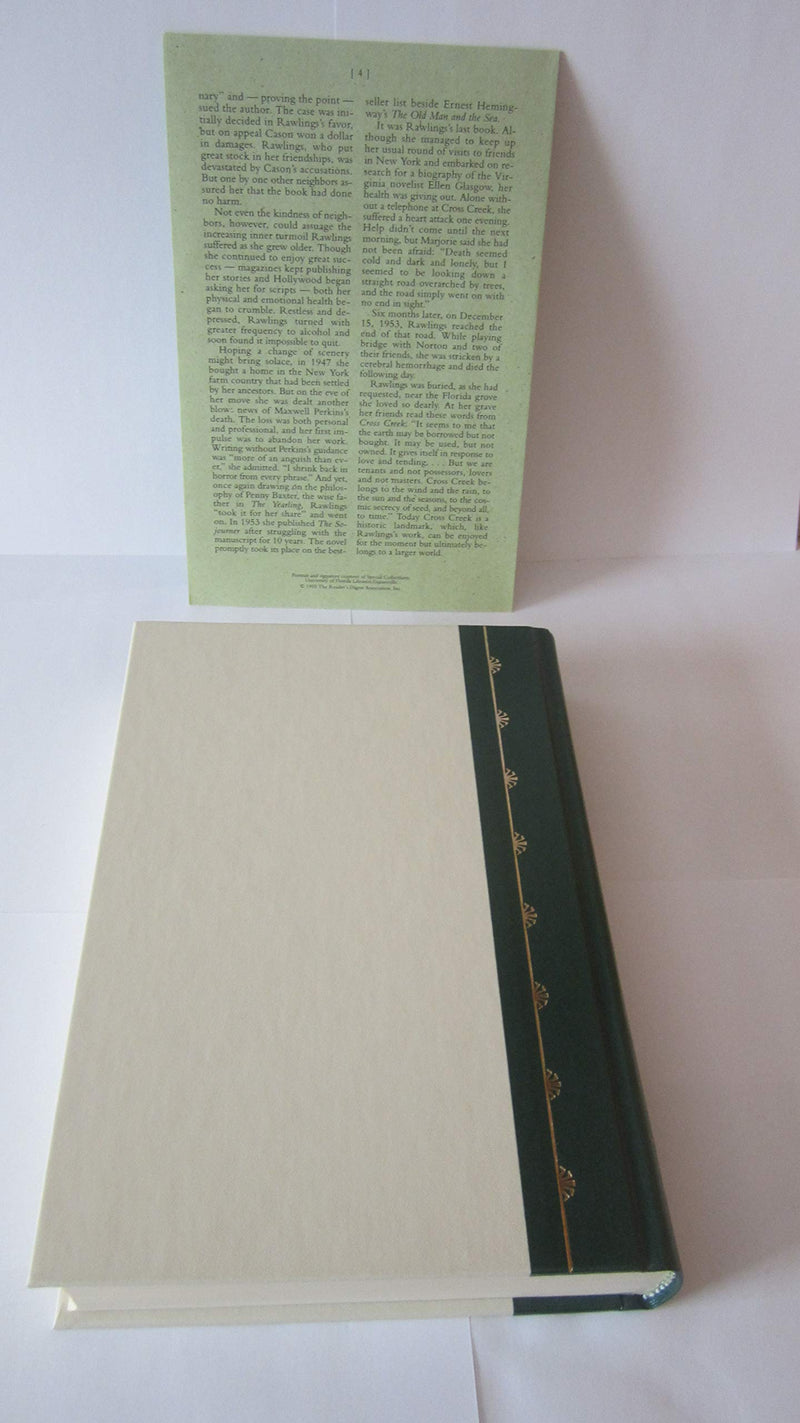 [ 4 ]
nary” and — proving the point —
sued the author. The case was ini-
tially decided in Rawlings’s favor,
but on appeal Cason won a dollar
in damages. Rawlings, who put
great stock in her friendships, was
devastated by Cason’s accusations.
But one by one other neighbors as-
sured her that the book had done
no harm.
Not even the kindness of neigh-
bors, however, could assuage the
increasing inner turmoil Rawlings
suffered as she grew older. Though
she continued to enjoy great suc-
cess — magazines kept publishing
her stories and Hollywood began
asking her for scripts — both her
physical and emotional health be-
gan to crumble. Restless and de-
pressed, Rawlings turned with
greater frequency to alcohol and
soon found it impossible to quit.
Hoping a change of scenery
might bring solace, in 1947 she
bought a home in the New York
farm country that had been settled
by her ancestors. But on the eve of
her move she was dealt another
blow: news of Maxwell Perkins’s
death. The loss was both personal
and professional, and her first im-
pulse was to abandon her work.
Writing without Perkins’s guidance
was “more of an anguish than ev-
er,” she admitted. “I shrink back in
horror from every phrase.” And yet,
once again drawing on the philos-
ophy of Penny Baxter, the wise fa-
ther in The Yearling, Rawlings
“took it for her share” and went
on. In 1953 she published The So-
journer after struggling with the
manuscript for 10 years. The novel
promptly took its place on the best-
seller list beside Ernest Heming-
way’s The Old Man and the Sea.
It was Rawlings’s last book. Al-
though she managed to keep up
her usual round of visits to friends
in New York and embarked on re-
search for a biography of the Vir-
ginia novelist Ellen Glasgow, her
health was giving out. Alone with-
out a telephone at Cross Creek, she
suffered a heart attack one evening.
Help didn’t come until the next
morning, but Marjorie said she had
not been afraid: “Death seemed
cold and dark and lonely, but I
seemed to be looking down a
straight road overarched by trees,
and the road simply went on with
no end in sight.”
Six months later, on December
15, 1953, Rawlings reached the
end of that road. While playing
bridge with Norton and two of
their friends, she was stricken by a
cerebral hemorrhage and died the
following day.
Rawlings was buried, as she had
requested, near the Florida grove
she loved so dearly. At her grave
her friends read these words from
Cross Creek: “It seems to me that
the earth may be borrowed but not
bought. It may be used, but not
owned. It gives itself in response to
love and tending. . . . But we are
tenants and not possessors, lovers
and not masters. Cross Creek be-
longs to the wind and the rain, to
the sun and the seasons, to the cos-
mic secrecy of seed, and beyond all,
to time.” Today Cross Creek is a
historic landmark, which, like
Rawlings’s work, can be enjoyed
for the moment but ultimately be-
longs to a larger world.
Portrait and signature courtesy of Special Collections,
University of Florida Libraries, Gainesville.
The Reader’s Digest Association, Inc.